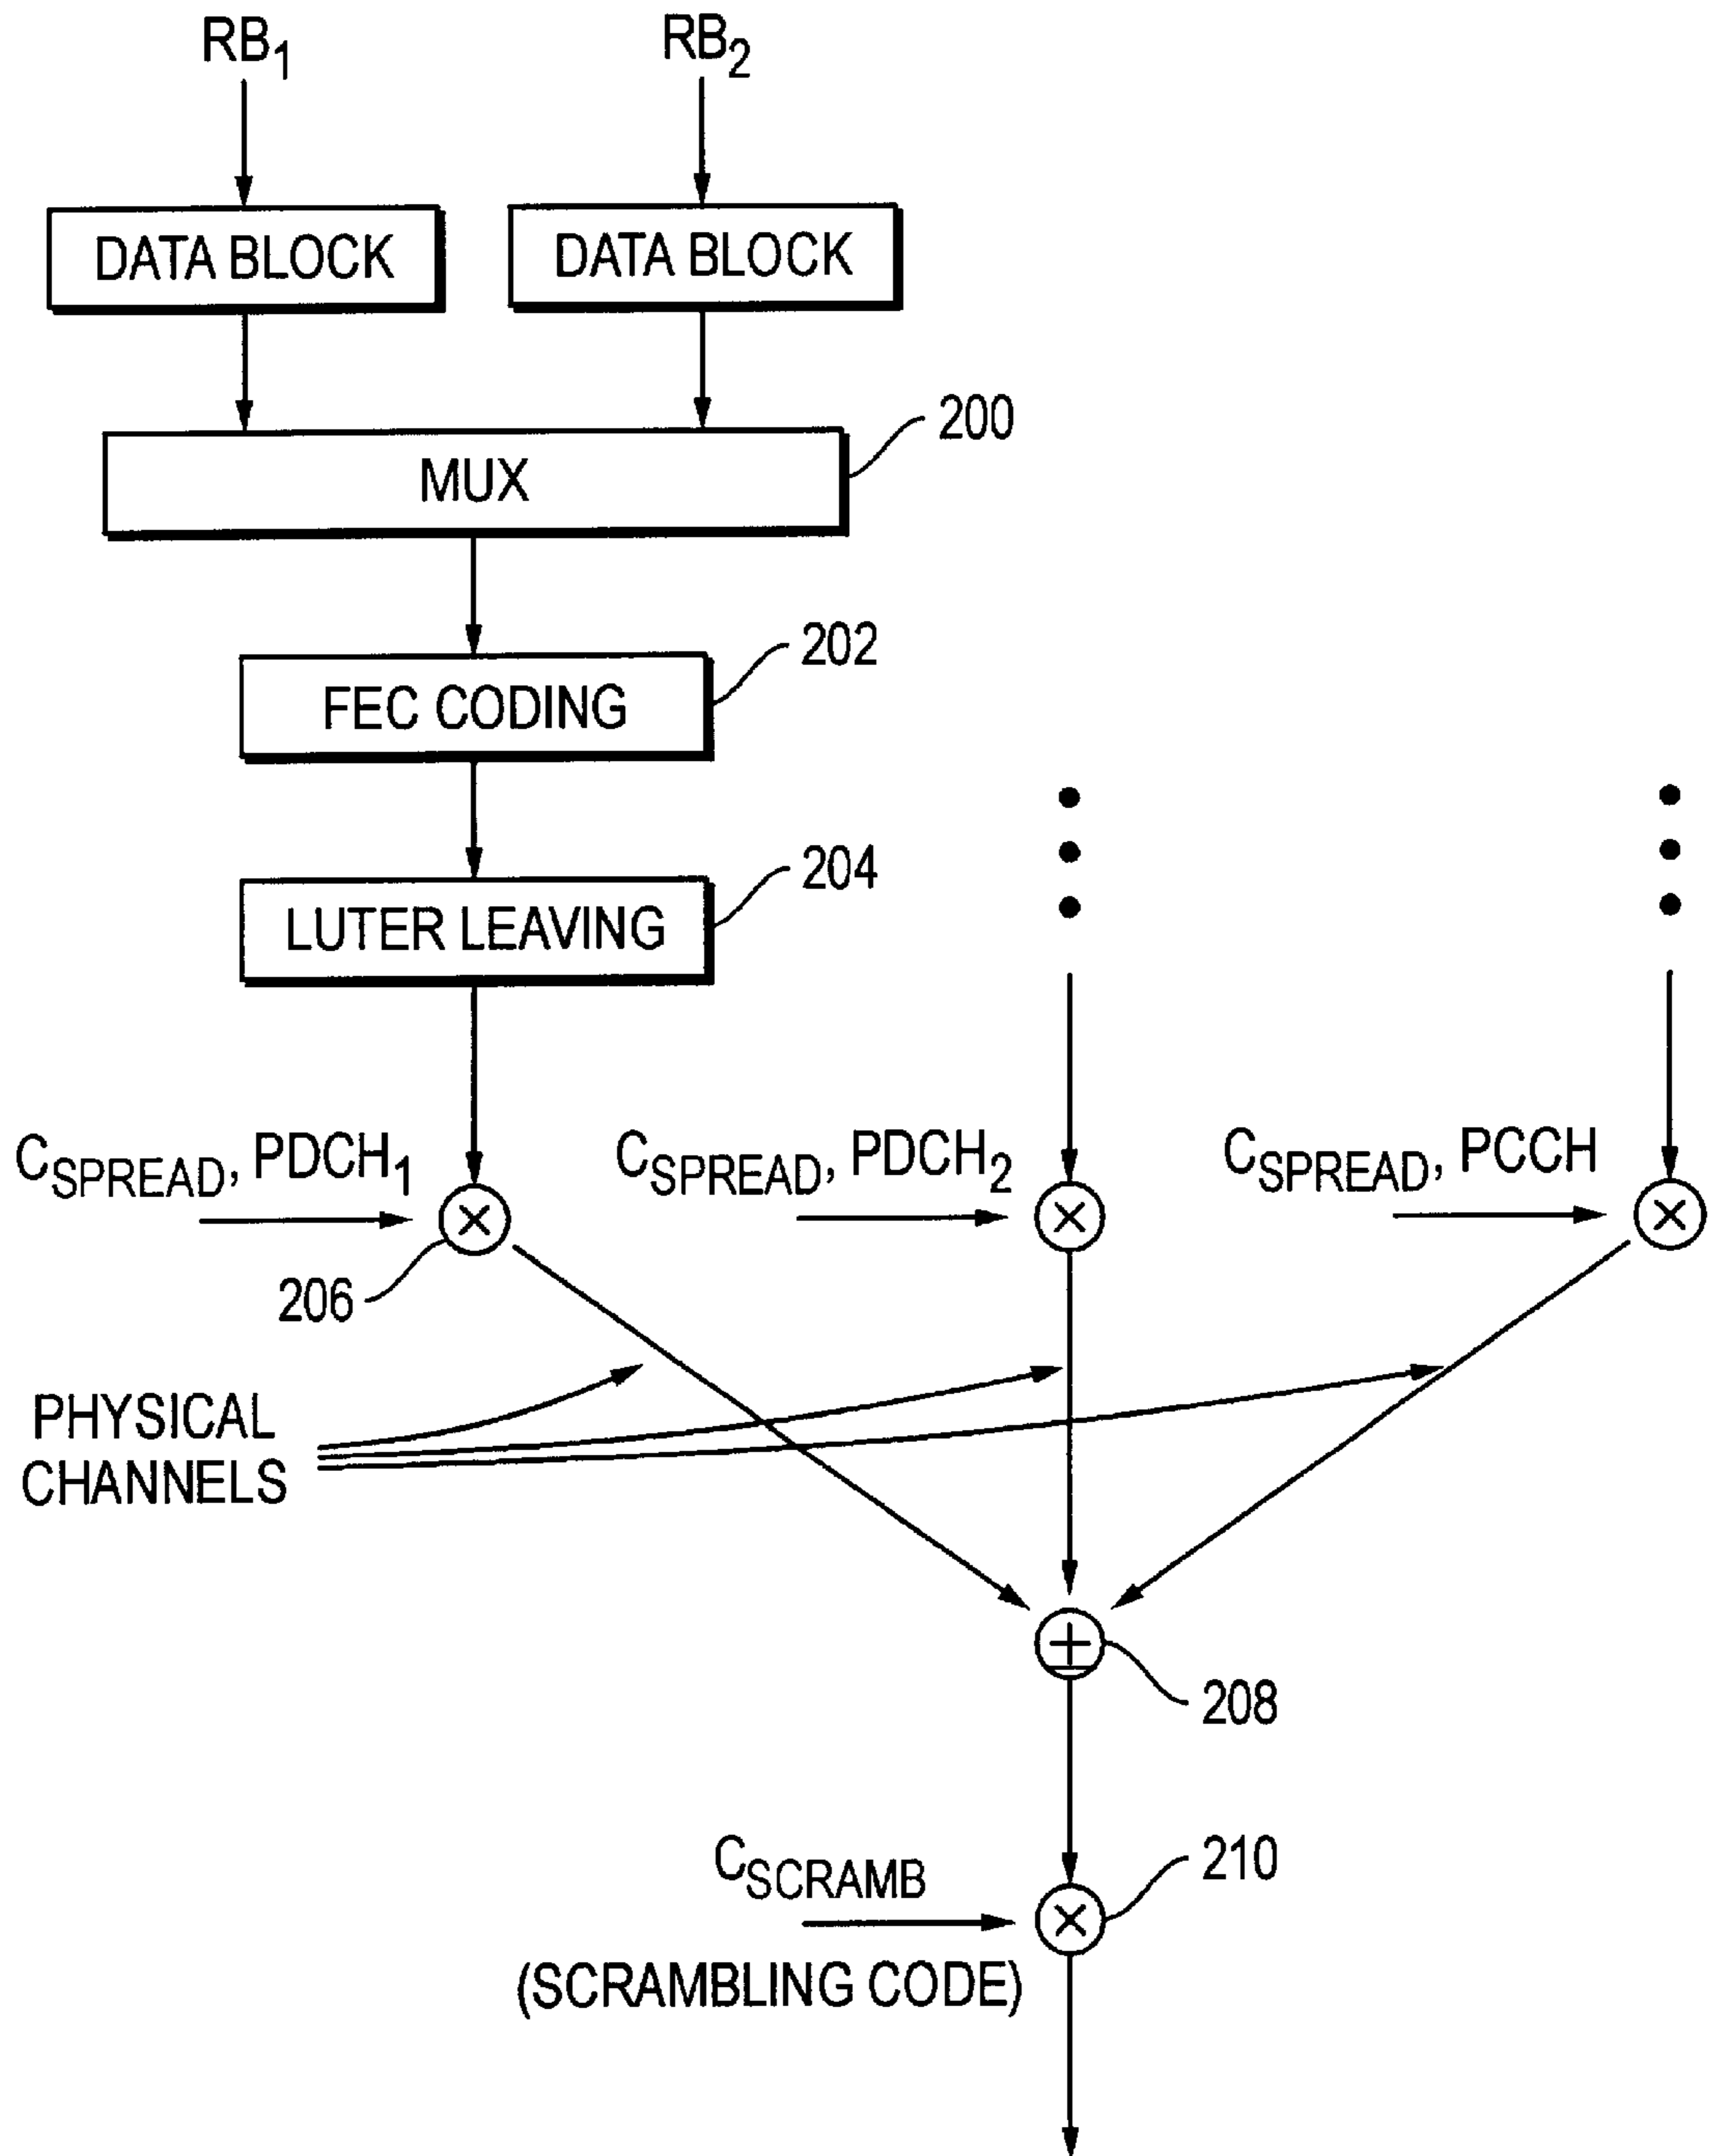 RB1
RB2
DATA BLOCK
DATA BLOCK
200
MUX
202
FEC CODING
204
LUTER LEAVING
CSPREAD, PDCH1
CSPREAD, PDCH2
CSPREAD, PCCH
206
PHYSICAL
CHANNELS
208
CSCRAMB
210
(SCRAMBLING CODE)